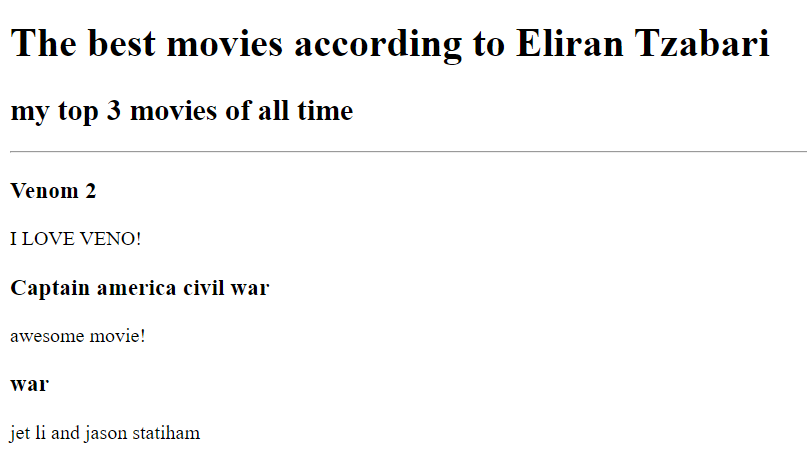 The best movies according to Eliran Tzabari
my top 3 movies of all time
Venom 2
I LOVE VENO!
Captain america civil war
awesome movie!
war
jet li and jason statiham